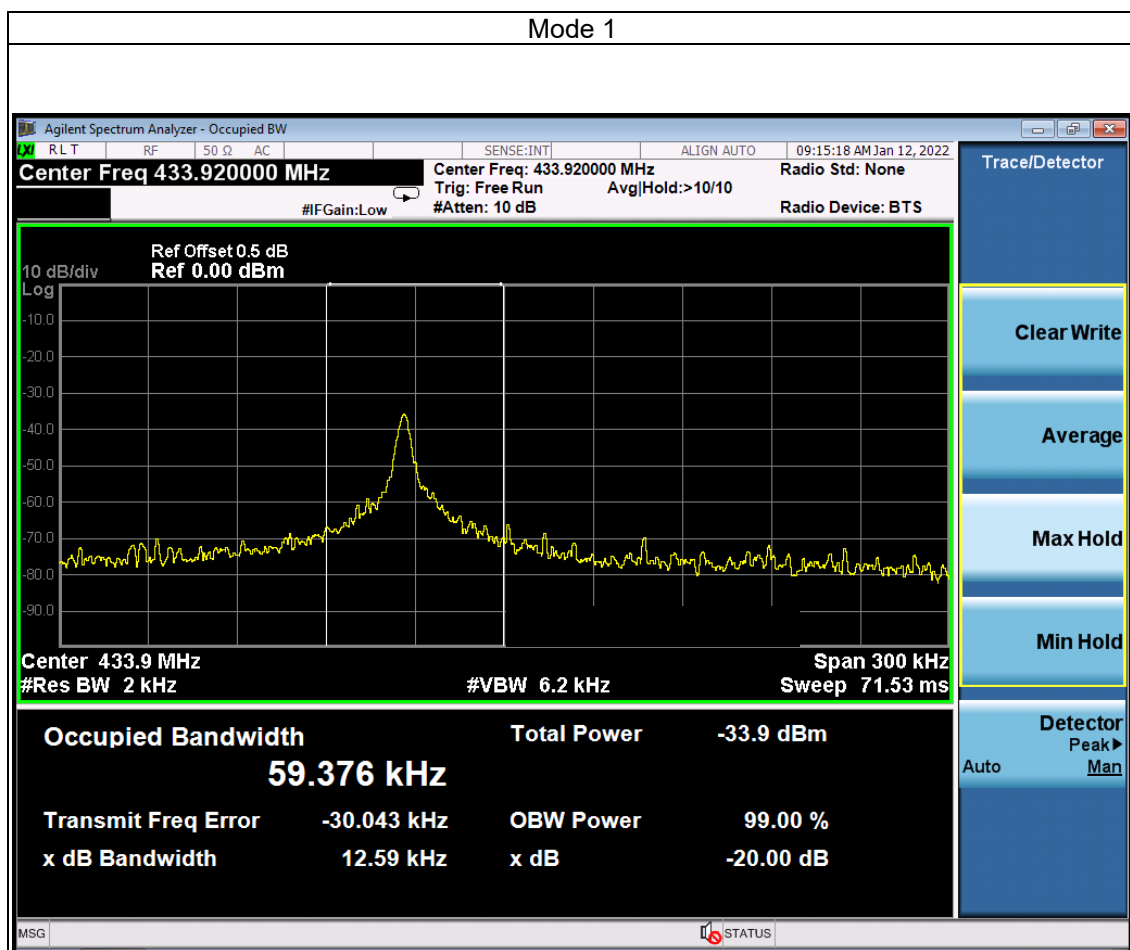 Mode 1
Agilent Spectrum Analyzer - Occupied BW
LXI RLT RF 50 Ω AC SENSE:INT ALIGN AUTO 09:15:18 AM Jan 12, 2022
Center Freq 433.920000 MHz
Center Freq: 433.920000 MHz
Radio Std: None
Trig: Free Run Avg|Hold:>10/10
#IFGain:Low
#Atten: 10 dB
Radio Device: BTS
Trace/Detector
Ref Offset 0.5 dB
10 dB/div Ref 0.00 dBm
Log
-10.0
-20.0
-30.0
-40.0
-50.0
-60.0
-70.0
-80.0
-90.0
Center 433.9 MHz Span 300 kHz
#Res BW 2 kHz #VBW 6.2 kHz Sweep 71.53 ms
Occupied Bandwidth Total Power -33.9 dBm
59.376 kHz
Transmit Freq Error -30.043 kHz OBW Power 99.00 %
x dB Bandwidth 12.59 kHz x dB -20.00 dB
Clear Write
Average
Max Hold
Min Hold
Detector
Peak▶
Auto Man
MSG STATUS